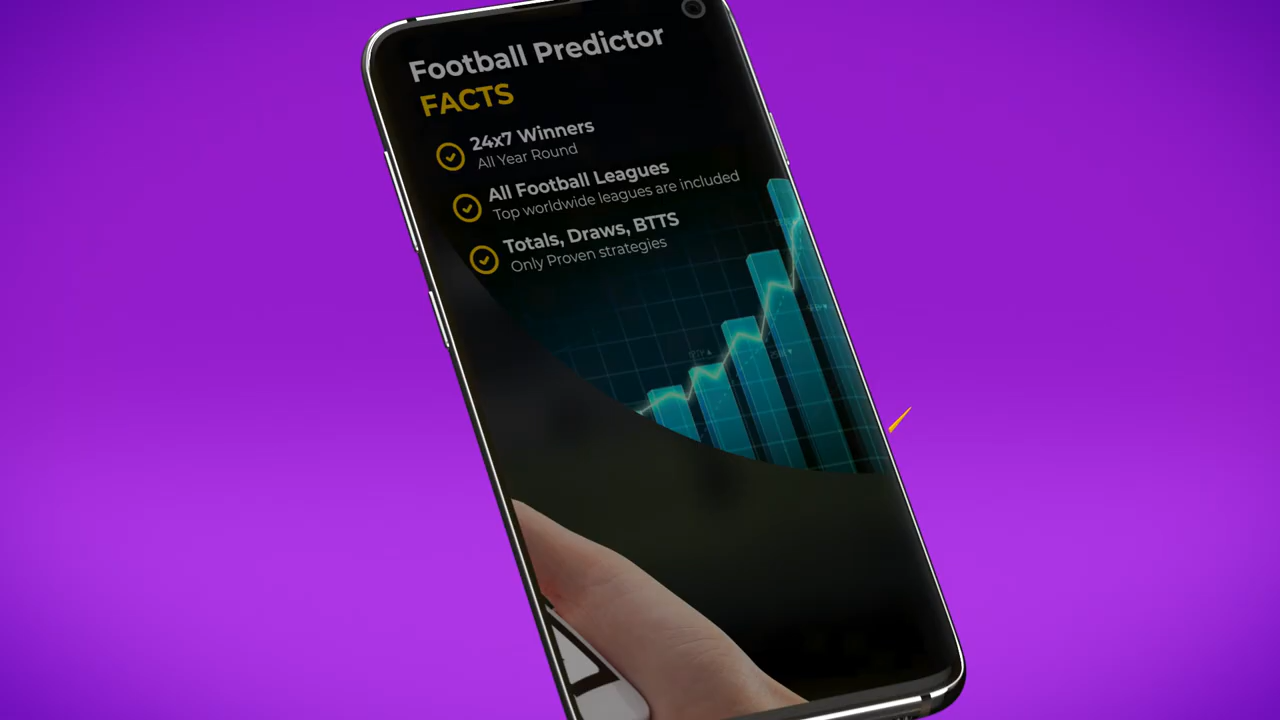 Football Predictor
FACTS
24x7 Winners
All Year Round
All Football Leagues
Top worldwide leagues are included
Totals, Draws, BTTS
Only Proven strategies